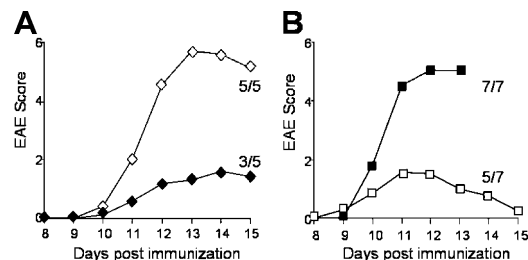 A
6
4
2
0
EAE Score
5/5
3/5
8 9 10 11 12 13 14 15
Days post immunization
B
6
4
2
0
EAE Score
7/7
5/7
8 9 10 11 12 13 14 15
Days post immunization